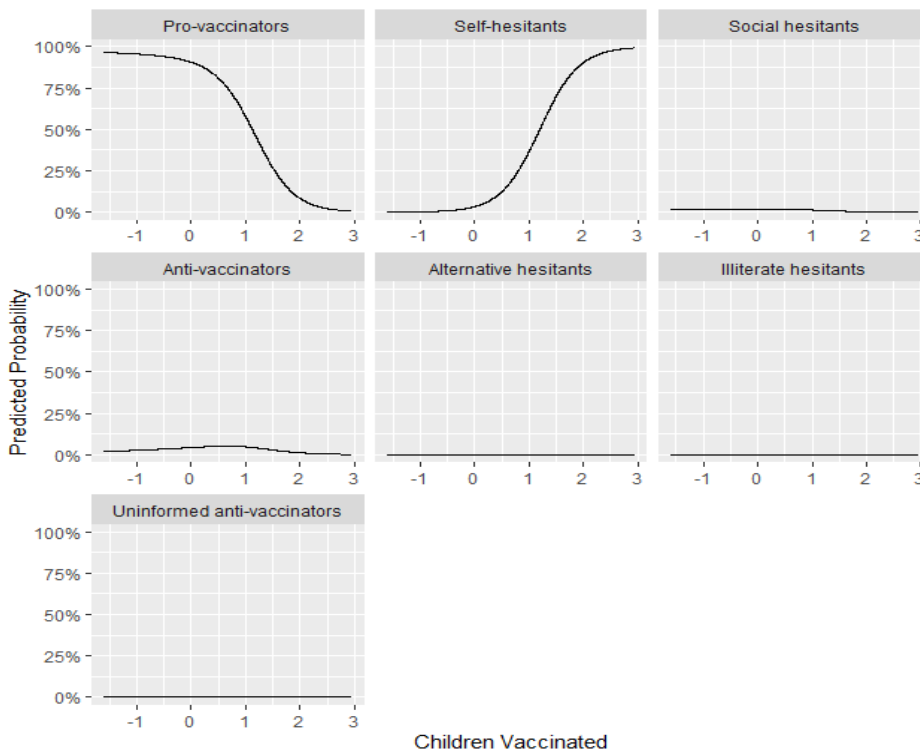 Pro-vaccinators
Self-hesitants
Social hesitants
100%
75%
50%
25%
0%
-1 0 1 2 3
-1 0 1 2 3
-1 0 1 2 3
Anti-vaccinators
Alternative hesitants
Illiterate hesitants
100%
75%
50%
25%
0%
-1 0 1 2 3
-1 0 1 2 3
-1 0 1 2 3
Uninformed anti-vaccinators
100%
75%
50%
25%
0%
-1 0 1 2 3
Predicted Probability
Children Vaccinated